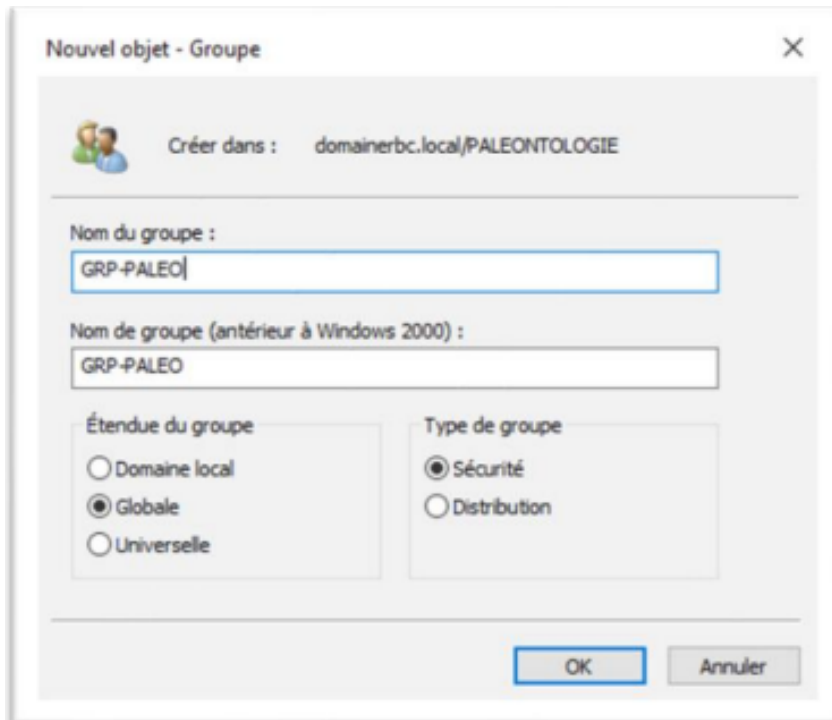 Nouvel objet - Groupe
Créer dans : domainerbc.local/PALEONTOLOGIE
Nom du groupe :
GRP-PALEO
Nom de groupe (antérieur à Windows 2000) :
GRP-PALEO
Étendue du groupe
Domaine local
Globale
Universelle
Type de groupe
Sécurité
Distribution
OK Annuler